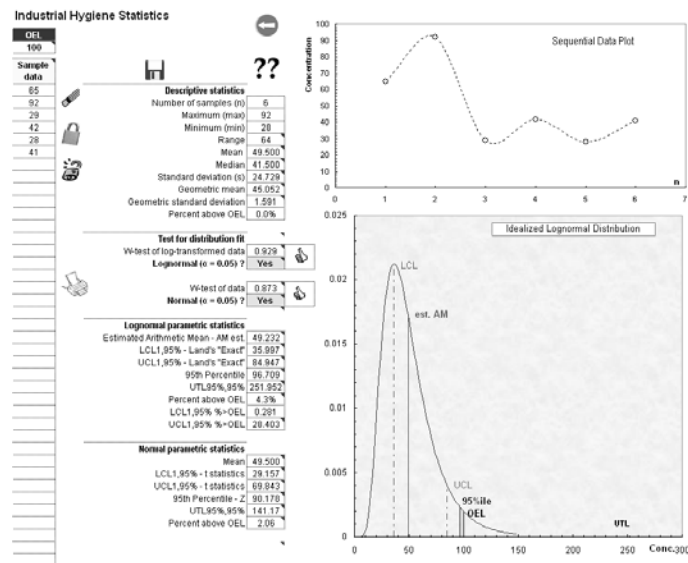 Industrial Hygiene Statistics
OEL
100
Sample
data
65
92
29
42
28
41
??
Descriptive statistics
Number of samples (n) 6
Maximum (max) 92
Minimum (min) 28
Range 64
Mean 49.500
Median 41.500
Standard deviation (s) 24.729
Geometric mean 45.052
Geometric standard deviation 1.591
Percent above OEL 0.0%
Test for distribution fit
W-test of log-transformed data 0.929
Lognormal (α = 0.05) ? Yes
W-test of data 0.873
Normal (α = 0.05) ? Yes
Lognormal parametric statistics
Estimated Arithmetic Mean - AM est. 49.232
LCL1,95% - Land's "Exact" 35.997
UCL1,95% - Land's "Exact" 84.947
95th Percentile 96.709
UTL95%,95% 251.952
Percent above OEL 4.3%
LCL1,95% %>OEL 0.281
UCL1,95% %>OEL 28.403
Normal parametric statistics
Mean 49.500
LCL1,95% - t statistics 29.157
UCL1,95% - t statistics 69.843
95th Percentile - Z 90.178
UTL95%,95% 141.17
Percent above OEL 2.06
Sequential Data Plot
Concentration
100
90
80
70
60
50
40
30
20
10
0
n
0 1 2 3 4 5 6 7
Idealized Lognormal Distribution
0.025
0.02
0.015
0.01
0.005
0
LCL
est. AM
UCL
95%ile
OEL
UTL
0 50 100 150 200 250 Conc. 300